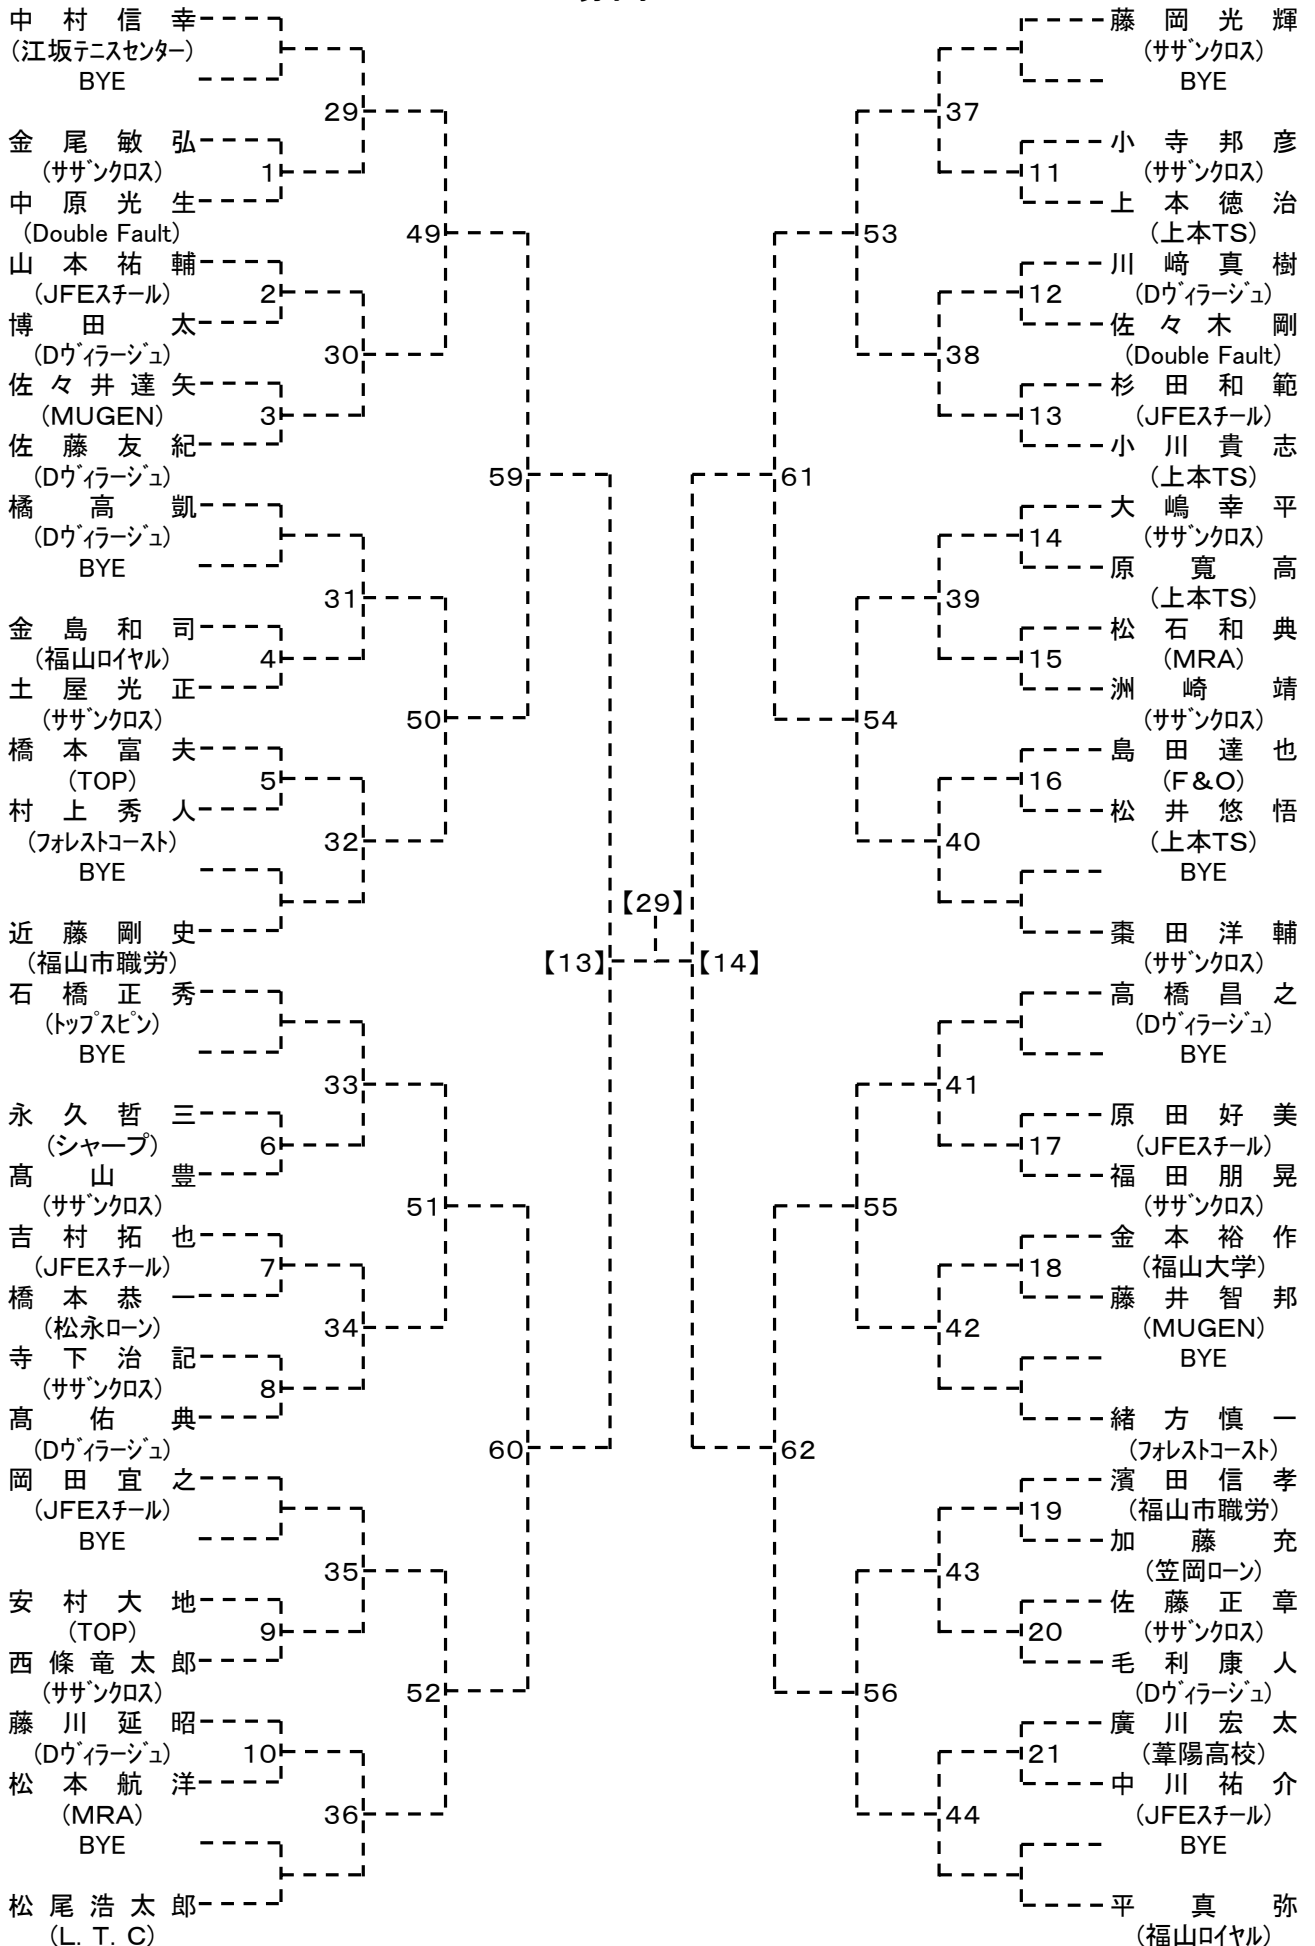 中村信幸
(江坂テニスセンター)
BYE
29
金尾敏弘
(サザンクロス)
1
中原光生
(Double Fault)
49
山本祐輔
(JFEスチール)
2
博田太
(Dヴィラージュ)
30
佐々井達矢
(MUGEN)
3
佐藤友紀
(Dヴィラージュ)
59
橘高凱
(Dヴィラージュ)
BYE
31
金島和司
(福山ロイヤル)
4
土屋光正
(サザンクロス)
50
橋本富夫
(TOP)
5
村上秀人
(フォレストコースト)
32
BYE
近藤剛史
(福山市職労)
【29】
【13】
【14】
石橋正秀
(トップスピン)
BYE
33
永久哲三
(シャープ)
6
髙山豊
(サザンクロス)
51
吉村拓也
(JFEスチール)
7
橋本恭一
(松永ローン)
34
寺下治記
(サザンクロス)
8
髙佑典
(Dヴィラージュ)
60
岡田宜之
(JFEスチール)
BYE
35
安村大地
(TOP)
9
西條竜太郎
(サザンクロス)
52
藤川延昭
(Dヴィラージュ)
10
松本航洋
(MRA)
36
BYE
松尾浩太郎
(L.T.C)
藤岡光輝
(サザンクロス)
BYE
37
小寺邦彦
11
(サザンクロス)
上本徳治
(上本TS)
53
川﨑真樹
12
(Dヴィラージュ)
佐々木剛
(Double Fault)
38
杉田和範
13
(JFEスチール)
小川貴志
(上本TS)
61
大嶋幸平
14
(サザンクロス)
原寛高
(上本TS)
39
松石和典
15
(MRA)
洲崎靖
(サザンクロス)
54
島田達也
16
(F&O)
松井悠悟
(上本TS)
40
BYE
棗田洋輔
(サザンクロス)
高橋昌之
(Dヴィラージュ)
BYE
41
原田好美
17
(JFEスチール)
福田朋晃
(サザンクロス)
55
金本裕作
18
(福山大学)
藤井智邦
(MUGEN)
42
BYE
緒方慎一
(フォレストコースト)
62
濱田信孝
19
(福山市職労)
加藤充
(笠岡ローン)
43
佐藤正章
20
(サザンクロス)
毛利康人
(Dヴィラージュ)
56
廣川宏太
21
(葦陽高校)
中川祐介
(JFEスチール)
44
BYE
平真弥
(福山ロイヤル)